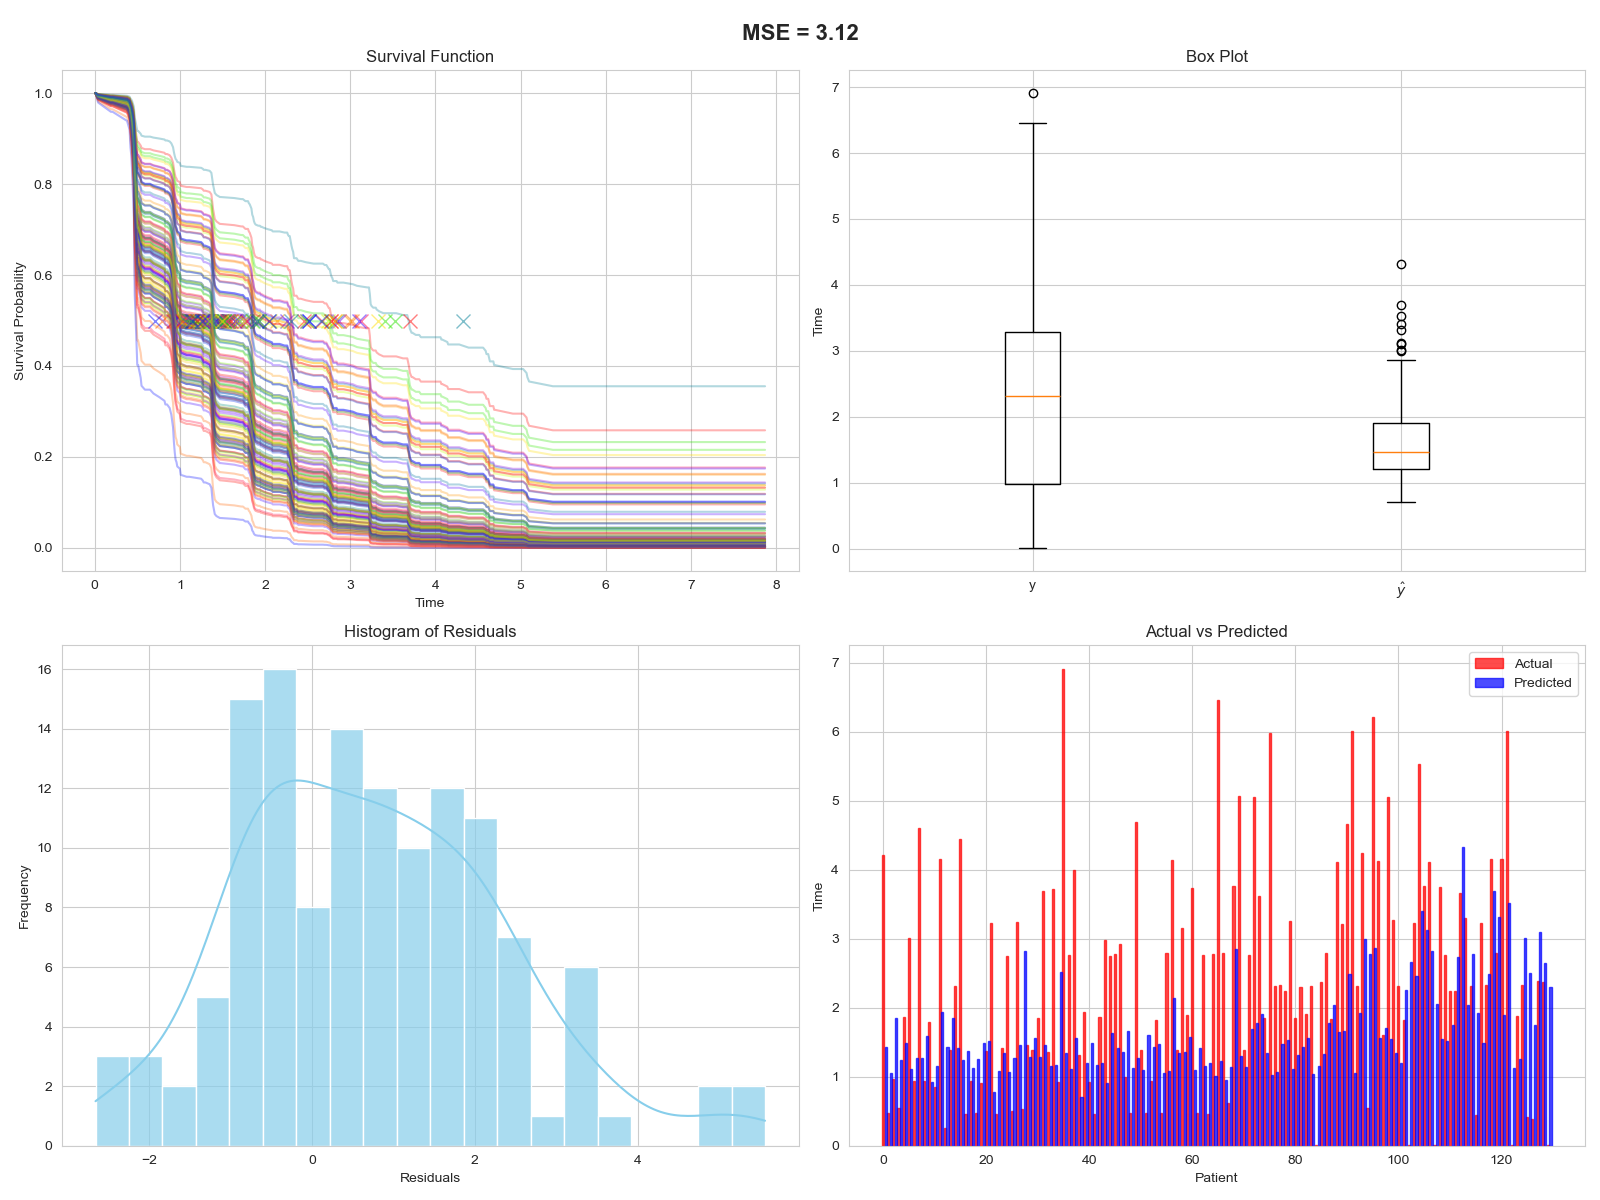 MSE = 3.12
Survival Function
Survival Probability
1.0
0.8
0.6
0.4
0.2
0.0
0 1 2 3 4 5 6 7 8
Time
Box Plot
Time
7
6
5
4
3
2
1
0
y ŷ
Histogram of Residuals
Frequency
16
14
12
10
8
6
4
2
0
−2 0 2 4
Residuals
Actual vs Predicted
Actual
Predicted
Time
7
6
5
4
3
2
1
0
0 20 40 60 80 100 120
Patient